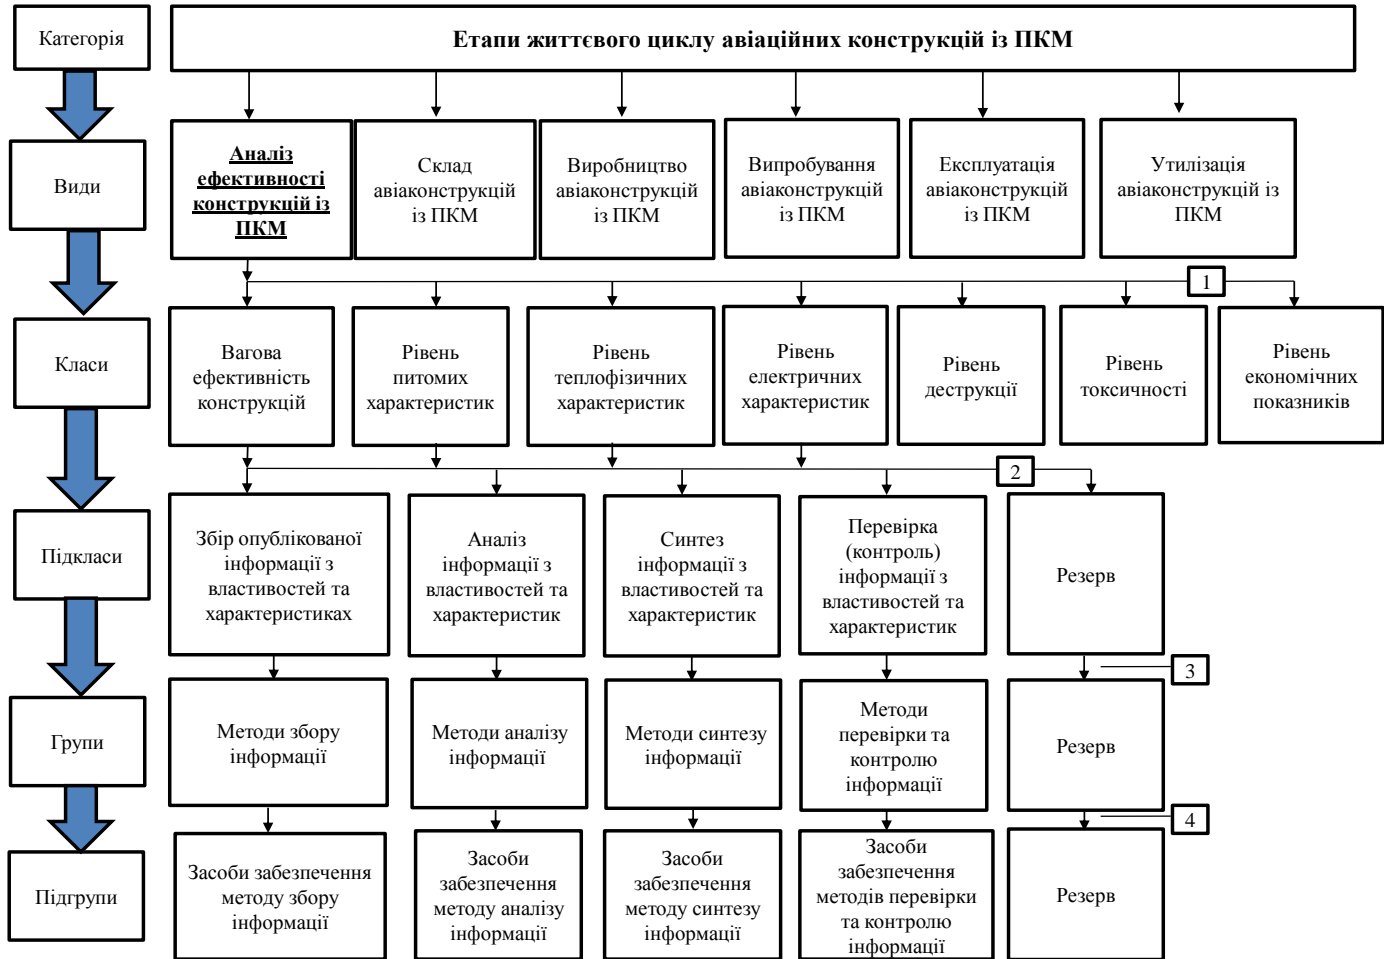 Категорія
Етапи життєвого циклу авіаційних конструкцій із ПКМ
Види
Аналіз
ефективності
конструкцій із
ПКМ
Склад
авіаконструкцій
із ПКМ
Виробництво
авіаконструкцій
із ПКМ
Випробування
авіаконструкцій
із ПКМ
Експлуатація
авіаконструкцій
із ПКМ
Утилізація
авіаконструкцій із
ПКМ
1
Класи
Вагова
ефективність
конструкцій
Рівень
питомих
характеристик
Рівень
теплофізичних
характеристик
Рівень
електричних
характеристик
Рівень
деструкції
Рівень
токсичності
Рівень
економічних
показників
2
Підкласи
Збір опублікованої
інформації з
властивостей та
характеристиках
Аналіз
інформації з
властивостей та
характеристик
Синтез
інформації з
властивостей та
характеристик
Перевірка
(контроль)
інформації з
властивостей та
характеристик
Резерв
3
Групи
Методи збору
інформації
Методи аналізу
інформації
Методи синтезу
інформації
Методи
перевірки та
контролю
інформації
Резерв
4
Підгрупи
Засоби забезпечення
методу збору
інформації
Засоби
забезпечення
методу аналізу
інформації
Засоби
забезпечення
методу синтезу
інформації
Засоби
забезпечення
методів перевірки
та контролю
інформації
Резерв